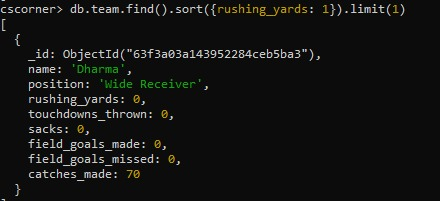 cscorner> db.team.find().sort({rushing_yards: 1}).limit(1)
[
  {
    _id: ObjectId("63f3a03a143952284ceb5ba3"),
    name: 'Dharma',
    position: 'Wide Receiver',
    rushing_yards: 0,
    touchdowns_thrown: 0,
    sacks: 0,
    field_goals_made: 0,
    field_goals_missed: 0,
    catches_made: 70
  }
]